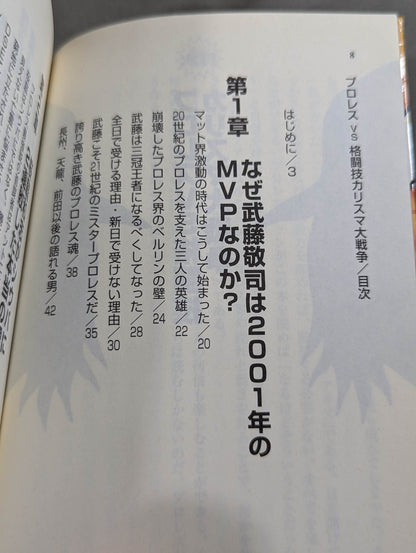 8
プロレスvs格闘技カリスマ大戦争/目次
はじめに/3
第1章 なぜ武藤敬司は2001年の
MVPなのか?
マット界激動の時代はこうして始まった/20
20世紀のプロレスを支えた三人の英雄/22
崩壊したプロレス界のベルリンの壁/24
武藤は三冠王者になるべくしてなった/28
全日で受ける理由・新日で受けない理由/30
武藤こそ21世紀のミスタープロレスだ/35
誇り高き武藤のプロレス魂/38
長州、天龍、前田以後の語れる男/42